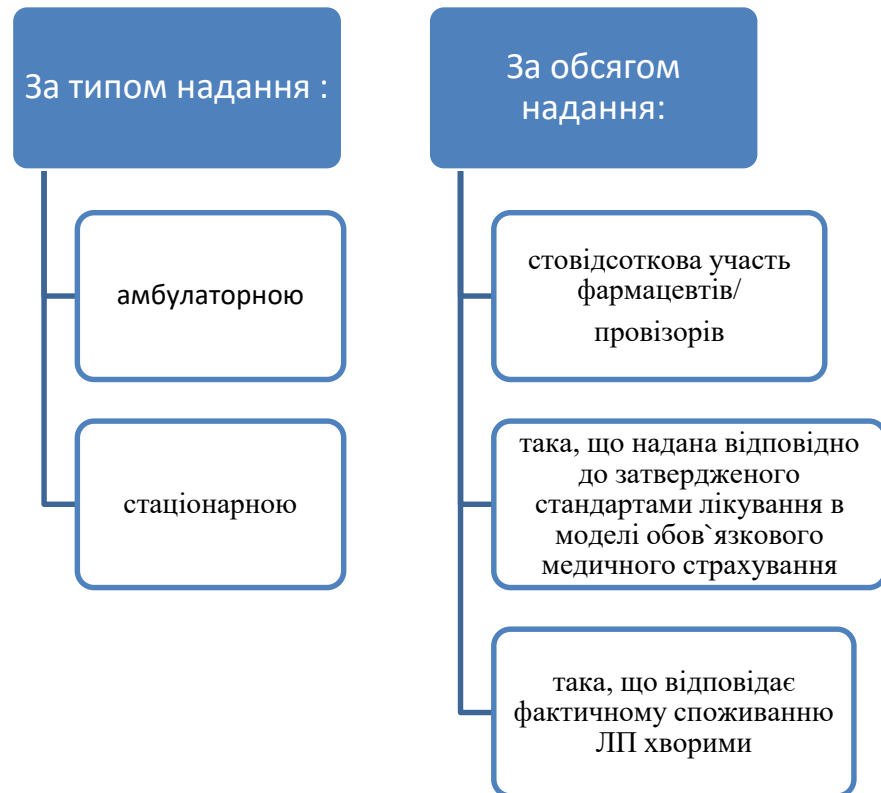 За типом надання :
амбулаторною
стаціонарною
За обсягом
надання:
стовідсоткова участь
фармацевтів/
провізорів
така, що надана відповідно
до затвердженого
стандартами лікування в
моделі обов`язкового
медичного страхування
така, що відповідає
фактичному споживанню
ЛП хворими